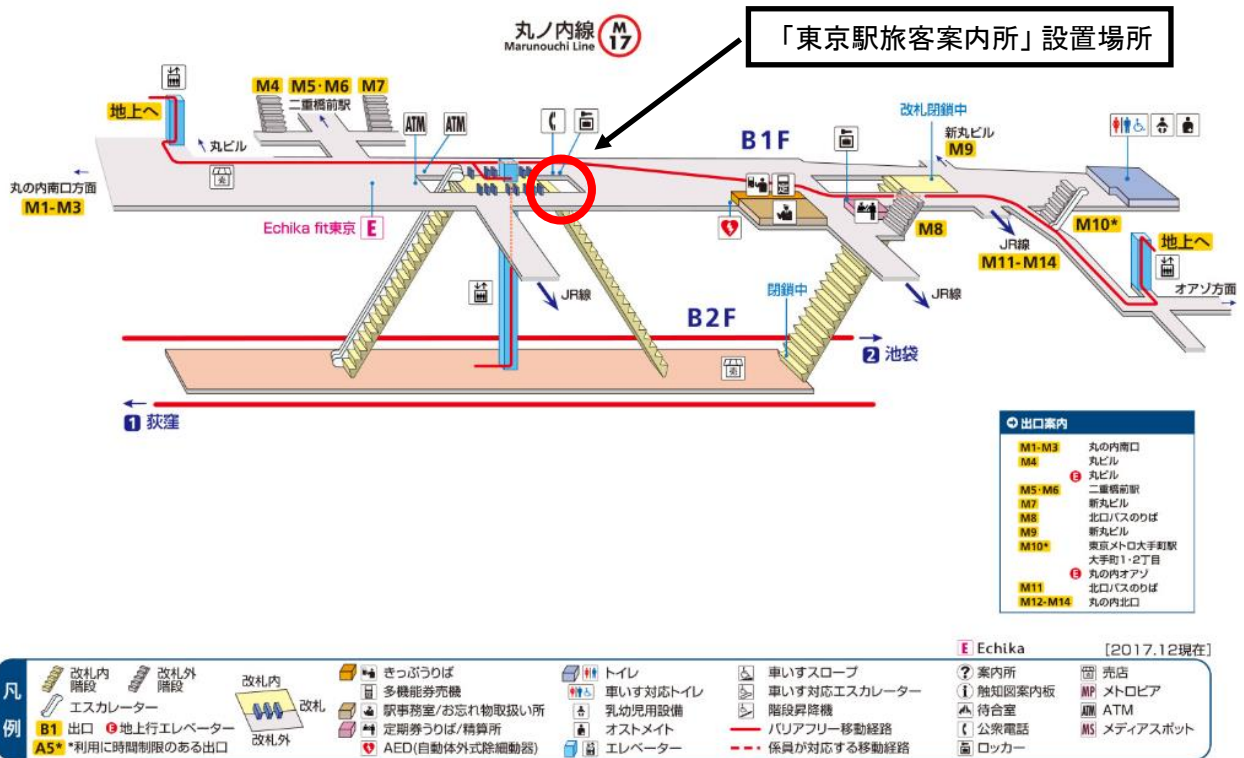 丸ノ内線
Marunouchi Line
M
17
「東京駅旅客案内所」設置場所
M4
M5・M6
M7
二重橋前駅
地上へ
丸ビル
ATM
ATM
B1F
改札閉鎖中
新丸ビル
M9
丸の内南口方面
M1-M3
Echika fit東京 E
M8
M10*
JR線
M11-M14
地上へ
オアゾ方面
JR線
閉鎖中
JR線
B2F
2 池袋
1 荻窪
出口案内
M1-M3 丸の内南口
M4 丸ビル
E 丸ビル
M5・M6 二重橋前駅
M7 新丸ビル
M8 北口バスのりば
M9 新丸ビル
M10* 東京メトロ大手町駅
大手町1・2丁目
E 丸の内オアゾ
M11 北口バスのりば
M12-M14 丸の内北口
E Echika
[2017.12現在]
凡例
改札内階段
改札外階段
エスカレーター
B1 出口 E 地上行エレベーター
A5* *利用に時間制限のある出口
改札内
改札
改札外
きっぷうりば
多機能券売機
駅事務室/お忘れ物取扱い所
定期券うりば/精算所
AED(自動体外式除細動器)
トイレ
車いす対応トイレ
乳幼児用設備
オストメイト
エレベーター
車いすスロープ
車いす対応エスカレーター
階段昇降機
バリアフリー移動経路
係員が対応する移動経路
? 案内所
i 触知図案内板
待合室
公衆電話
ロッカー
売 売店
MP メトロピア
ATM ATM
MS メディアスポット